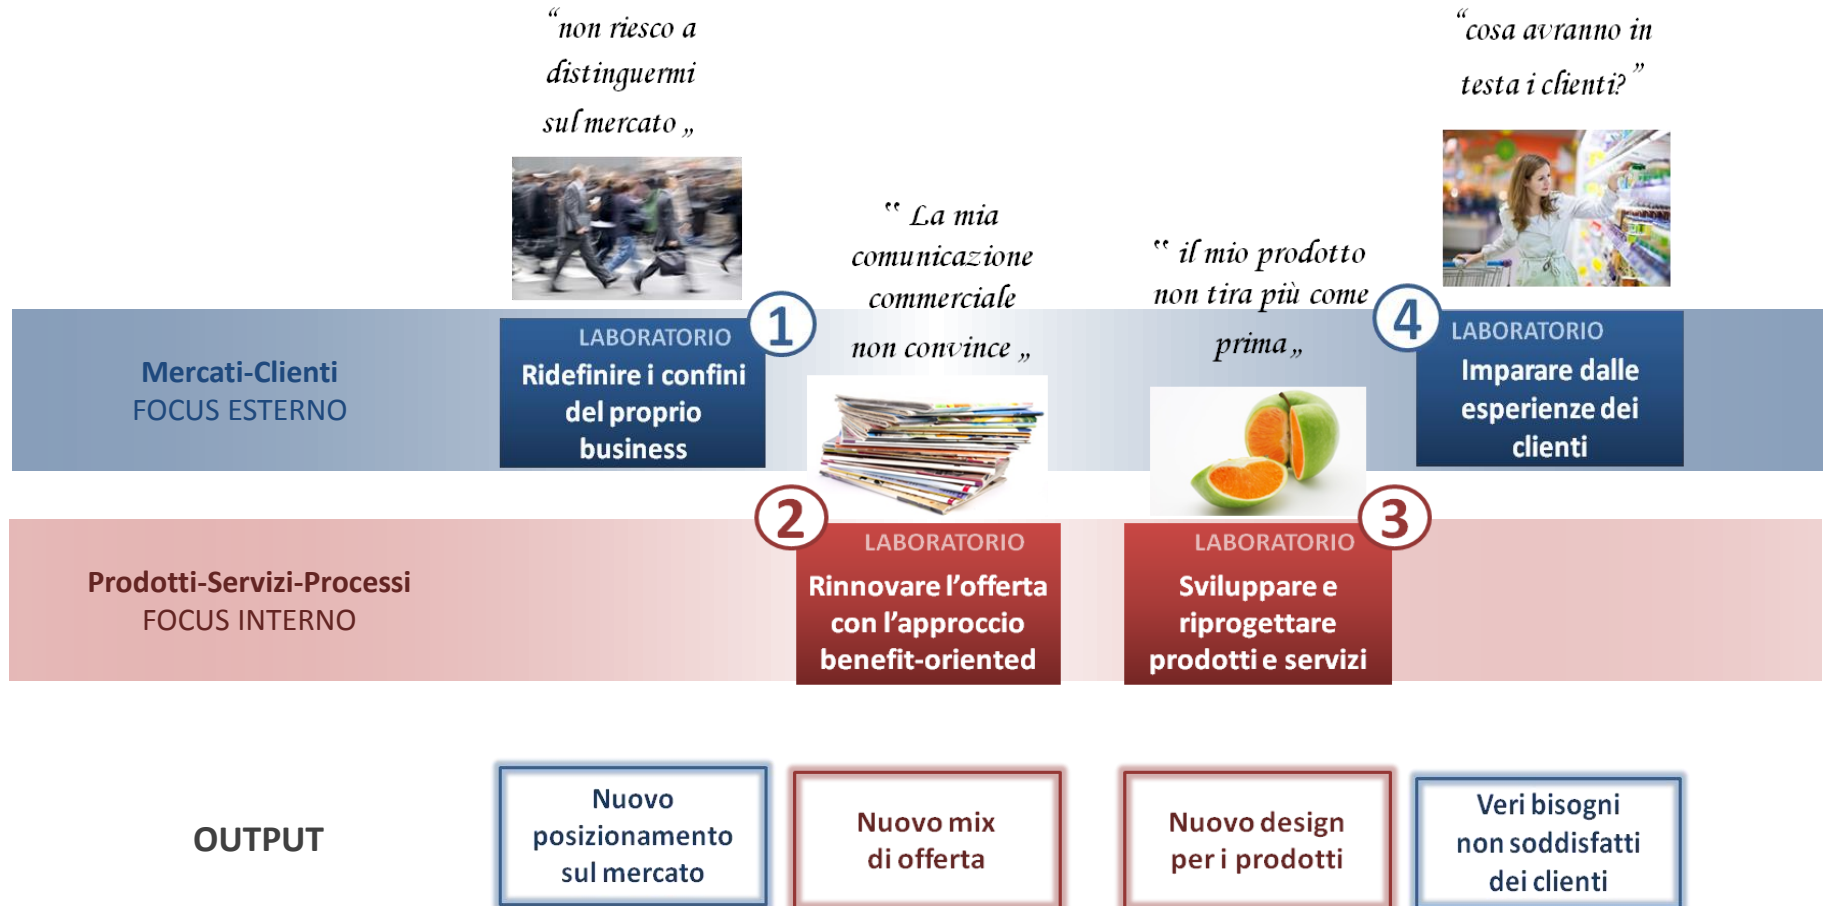 “non riesco a
distinguermi
sul mercato „
“cosa avranno in
testa i clienti?”
“ La mia
comunicazione
commerciale
non convince „
“ il mio prodotto
non tira più come
prima „
Mercati-Clienti
FOCUS ESTERNO
1
LABORATORIO
Ridefinire i confini
del proprio
business
4
LABORATORIO
Imparare dalle
esperienze dei
clienti
Prodotti-Servizi-Processi
FOCUS INTERNO
2
LABORATORIO
Rinnovare l’offerta
con l’approccio
benefit-oriented
3
LABORATORIO
Sviluppare e
riprogettare
prodotti e servizi
OUTPUT
Nuovo
posizionamento
sul mercato
Nuovo mix
di offerta
Nuovo design
per i prodotti
Veri bisogni
non soddisfatti
dei clienti